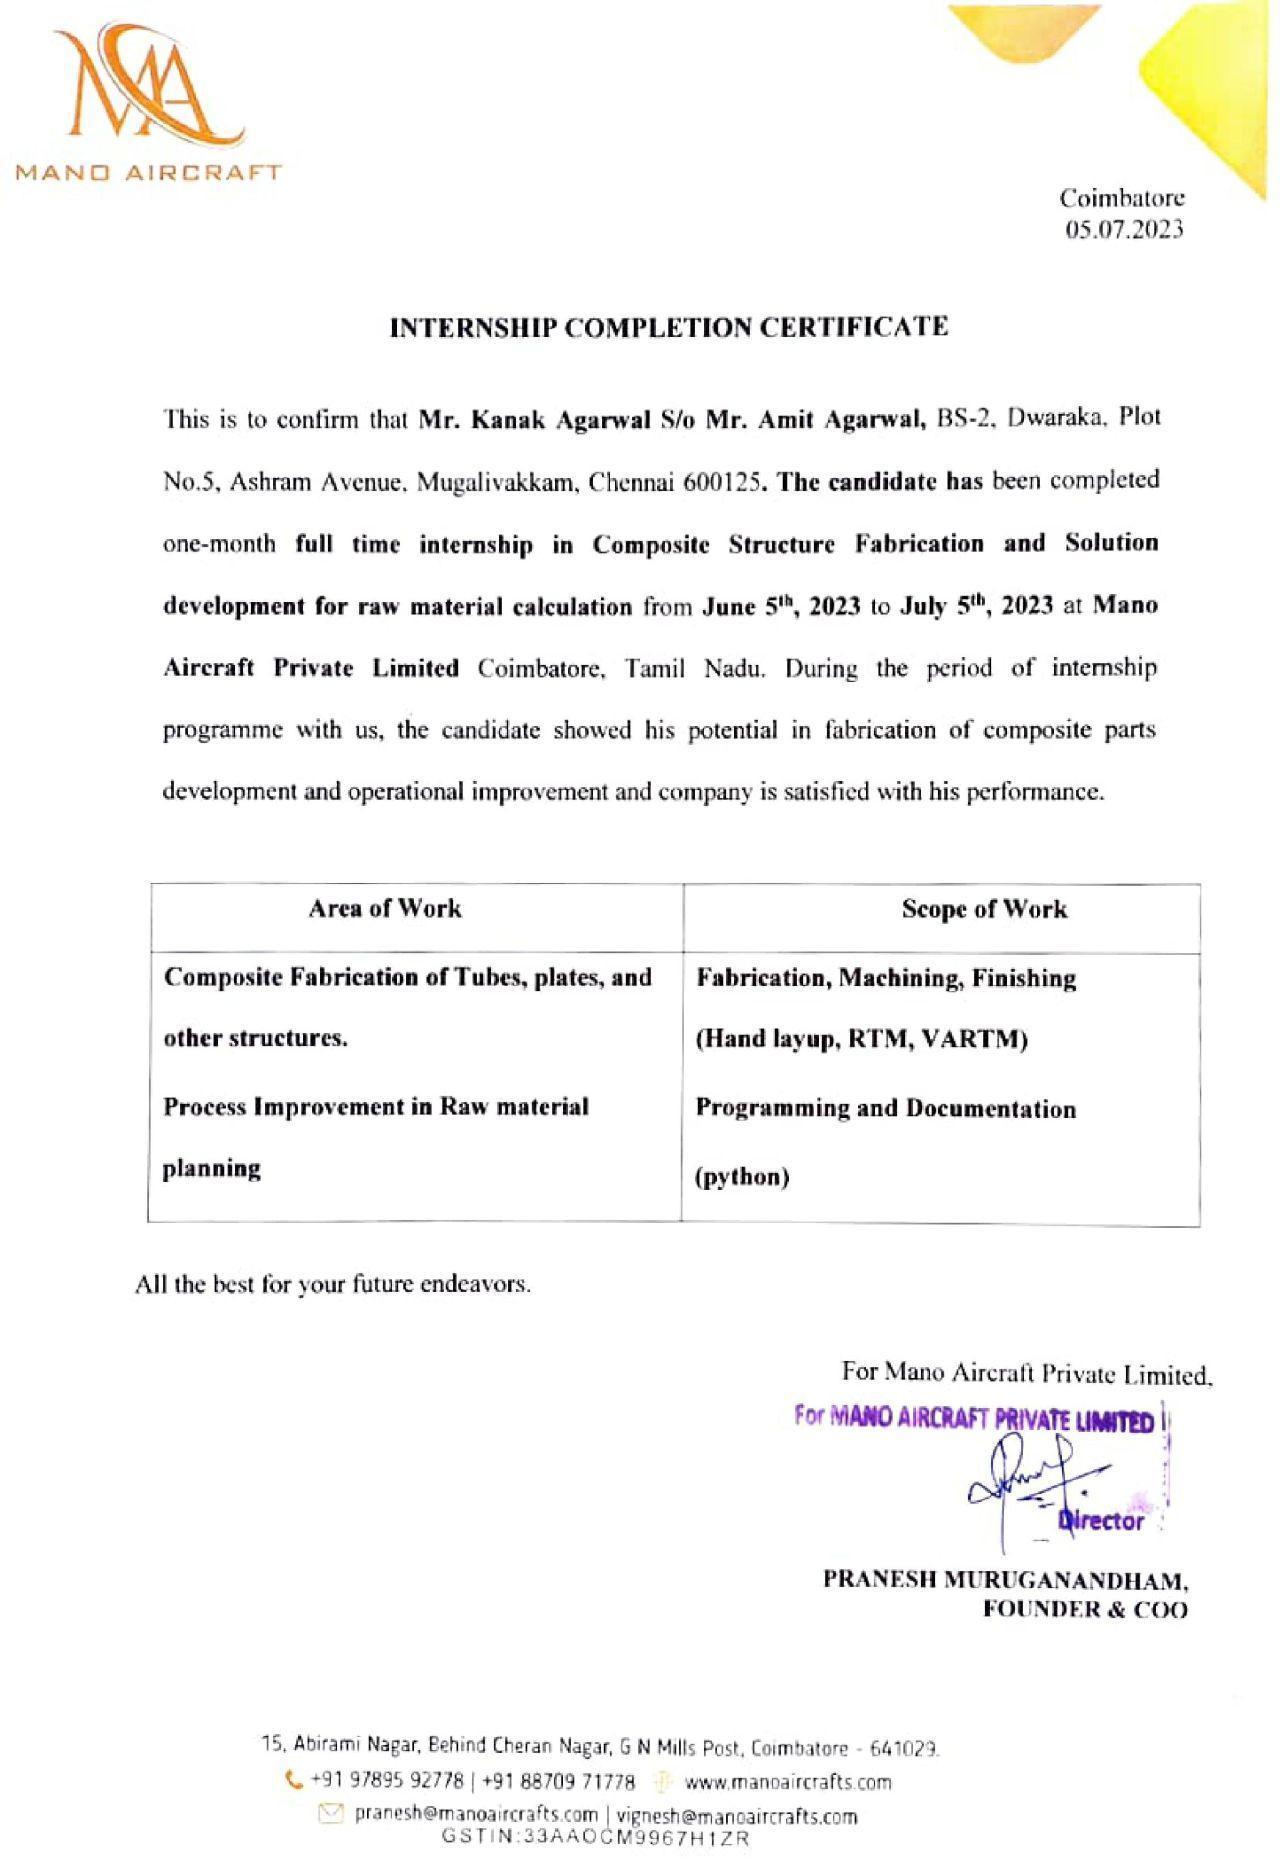 MANO AIRCRAFT
Coimbatore
05.07.2023
INTERNSHIP COMPLETION CERTIFICATE
This is to confirm that Mr. Kanak Agarwal S/o Mr. Amit Agarwal, BS-2, Dwaraka, Plot
No.5, Ashram Avenue, Mugalivakkam, Chennai 600125. The candidate has been completed
one-month full time internship in Composite Structure Fabrication and Solution
development for raw material calculation from June 5th, 2023 to July 5th, 2023 at Mano
Aircraft Private Limited Coimbatore, Tamil Nadu. During the period of internship
programme with us, the candidate showed his potential in fabrication of composite parts
development and operational improvement and company is satisfied with his performance.
Area of Work
Scope of Work
Composite Fabrication of Tubes, plates, and
other structures.
Fabrication, Machining, Finishing
(Hand layup, RTM, VARTM)
Process Improvement in Raw material
planning
Programming and Documentation
(python)
All the best for your future endeavors.
For Mano Aircraft Private Limited,
For MANO AIRCRAFT PRIVATE LIMITED
Director
PRANESH MURUGANANDHAM,
FOUNDER & COO
15, Abirami Nagar, Behind Cheran Nagar, G N Mills Post, Coimbatore - 641029.
+91 97895 92778 | +91 88709 71778 www.manoaircrafts.com
pranesh@manoaircrafts.com | vignesh@manoaircrafts.com
GSTIN:33AAOCM9967H1ZR